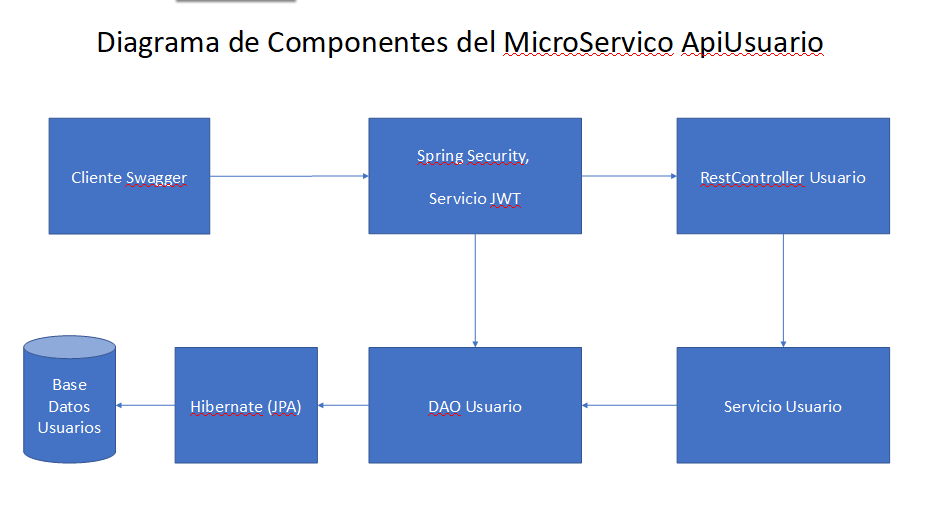 Diagrama de Componentes del MicroServico ApiUsuario
Cliente Swagger
Spring Security,
Servicio JWT
RestController Usuario
Base
Datos
Usuarios
Hibernate (JPA)
DAO Usuario
Servicio Usuario